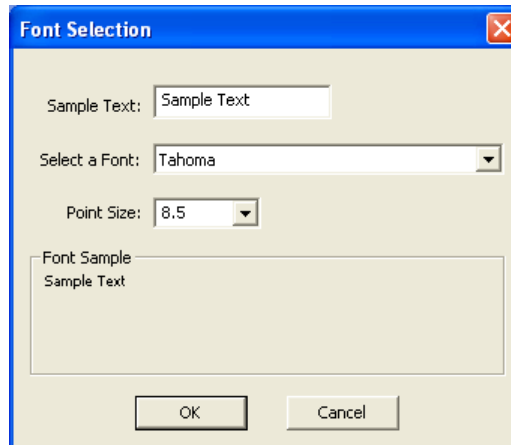 Font Selection
Sample Text: Sample Text
Select a Font: Tahoma
Point Size: 8.5
Font Sample
Sample Text
OK Cancel